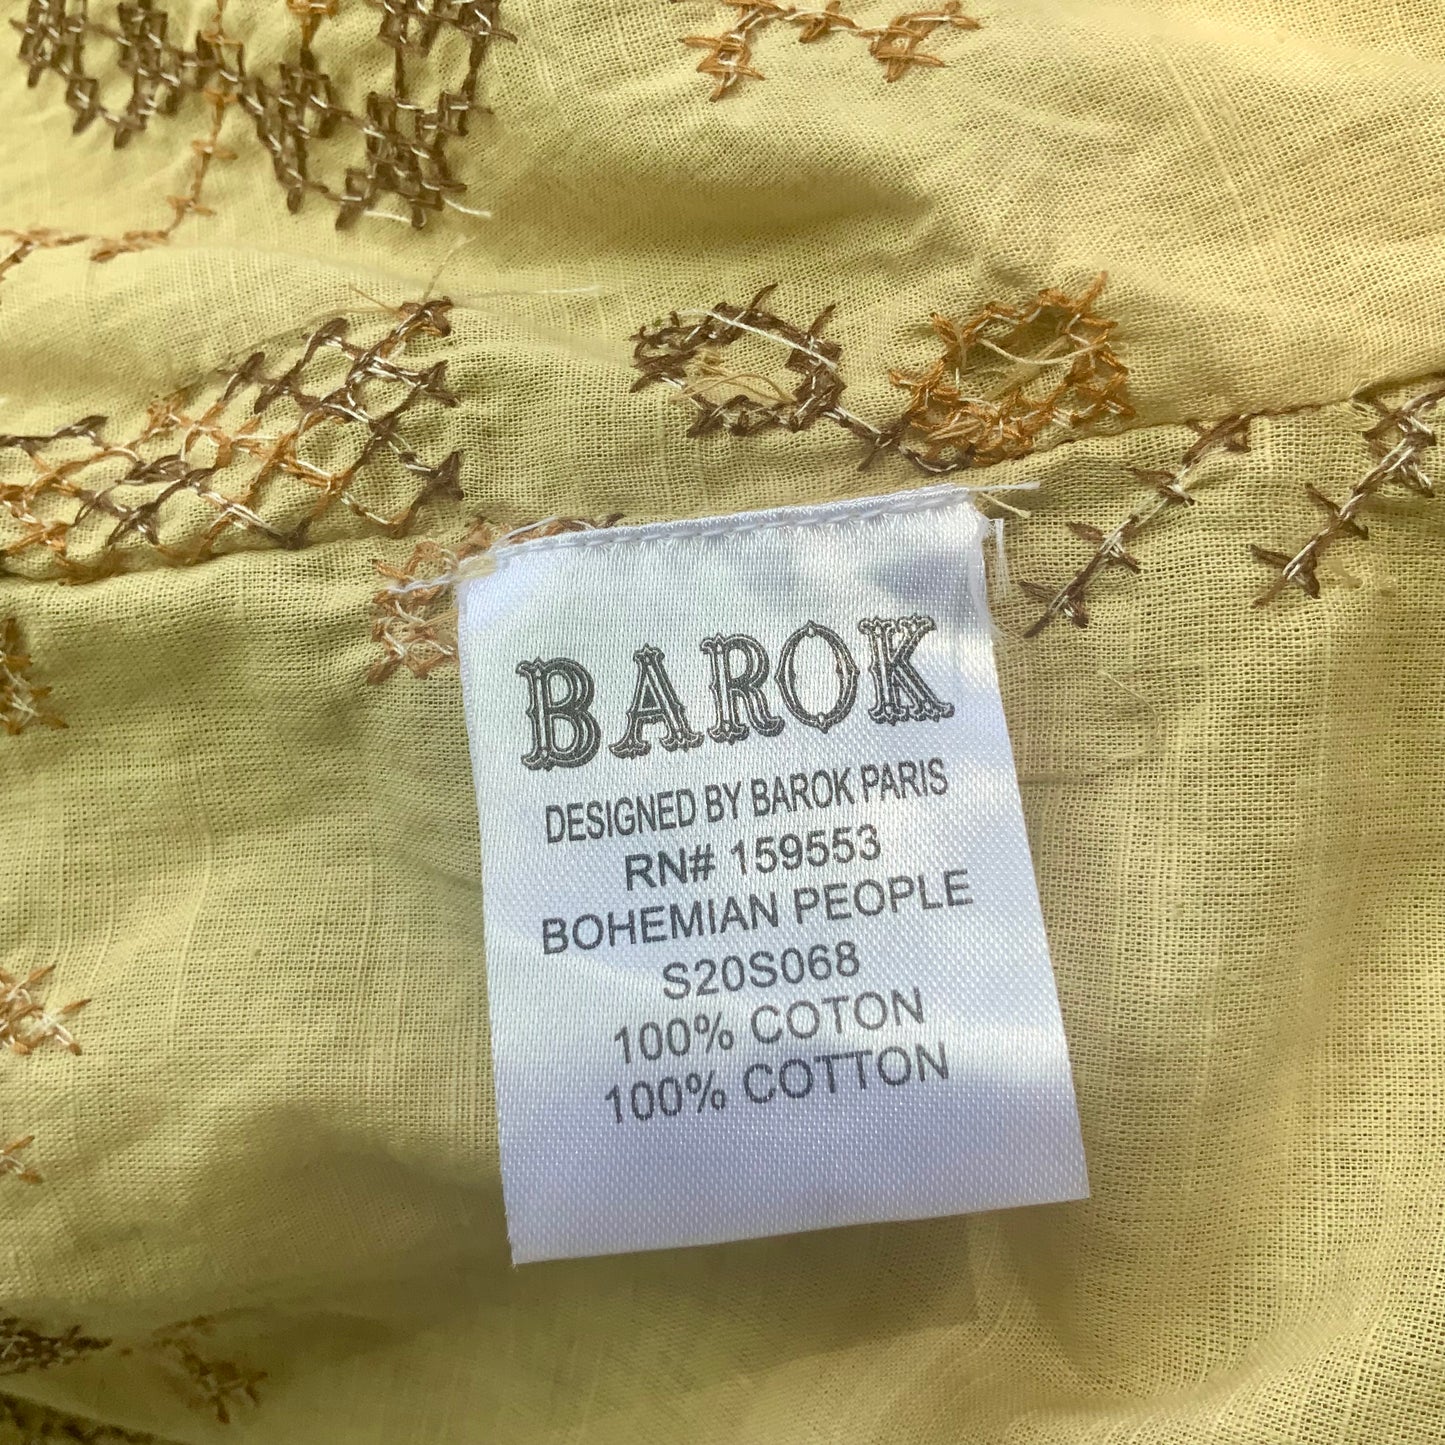 BAROK
DESIGNED BY BAROK PARIS
RN# 159553
BOHEMIAN PEOPLE
S20S068
100% COTON
100% COTTON